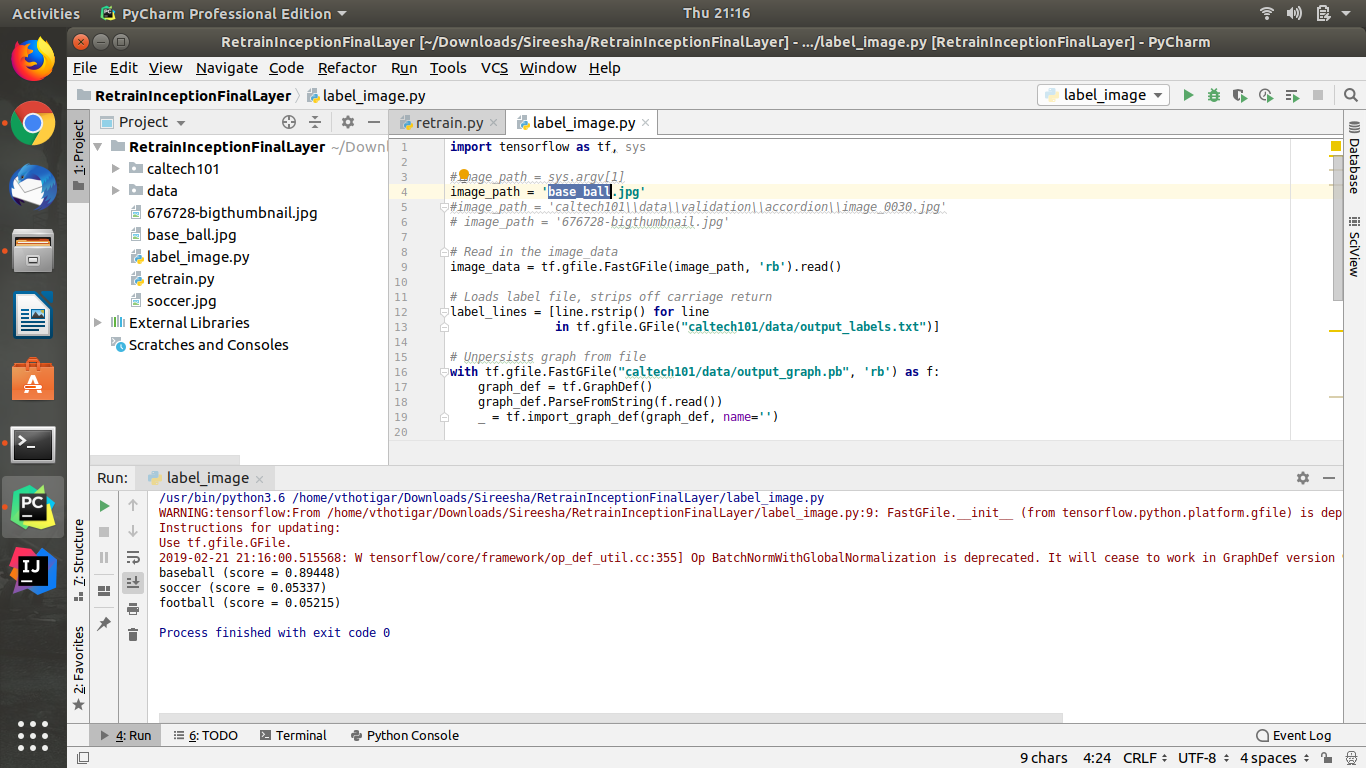 Activities
PyCharm Professional Edition
Thu 21:16
RetrainInceptionFinalLayer [~/Downloads/Sireesha/RetrainInceptionFinalLayer] - .../label_image.py [RetrainInceptionFinalLayer] - PyCharm
File Edit View Navigate Code Refactor Run Tools VCS Window Help
RetrainInceptionFinalLayer label_image.py
label_image
1: Project
Project
RetrainInceptionFinalLayer ~/Downl
caltech101
data
676728-bigthumbnail.jpg
base_ball.jpg
label_image.py
retrain.py
soccer.jpg
External Libraries
Scratches and Consoles
retrain.py
label_image.py
1 import tensorflow as tf, sys
2
3 #image_path = sys.argv[1]
4 image_path = 'base_ball.jpg'
5 #image_path = 'caltech101\\data\\validation\\accordion\\image_0030.jpg'
6 # image_path = '676728-bigthumbnail.jpg'
7
8 # Read in the image_data
9 image_data = tf.gfile.FastGFile(image_path, 'rb').read()
10
11 # Loads label file, strips off carriage return
12 label_lines = [line.rstrip() for line
13 in tf.gfile.GFile("caltech101/data/output_labels.txt")]
14
15 # Unpersists graph from file
16 with tf.gfile.FastGFile("caltech101/data/output_graph.pb", 'rb') as f:
17 graph_def = tf.GraphDef()
18 graph_def.ParseFromString(f.read())
19 _ = tf.import_graph_def(graph_def, name='')
20
Database
SciView
Run:
label_image
/usr/bin/python3.6 /home/vthotigar/Downloads/Sireesha/RetrainInceptionFinalLayer/label_image.py
WARNING:tensorflow:From /home/vthotigar/Downloads/Sireesha/RetrainInceptionFinalLayer/label_image.py:9: FastGFile.__init__ (from tensorflow.python.platform.gfile) is dep
Instructions for updating:
Use tf.gfile.GFile.
2019-02-21 21:16:00.515568: W tensorflow/core/framework/op_def_util.cc:355] Op BatchNormWithGlobalNormalization is deprecated. It will cease to work in GraphDef version
baseball (score = 0.89448)
soccer (score = 0.05337)
football (score = 0.05215)
Process finished with exit code 0
7: Structure
2: Favorites
4: Run
6: TODO
Terminal
Python Console
Event Log
9 chars 4:24 CRLF UTF-8 4 spaces
PC
IJ